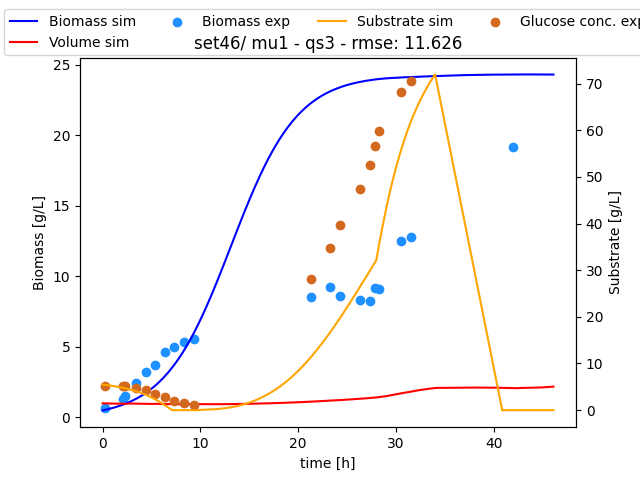 Biomass sim Biomass exp Substrate sim Glucose conc. exp
Volume sim
set46/ mu1 - qs3 - rmse: 11.626
25
20
15
10
5
0
Biomass [g/L]
70
60
50
40
30
20
10
0
Substrate [g/L]
0 10 20 30 40
time [h]